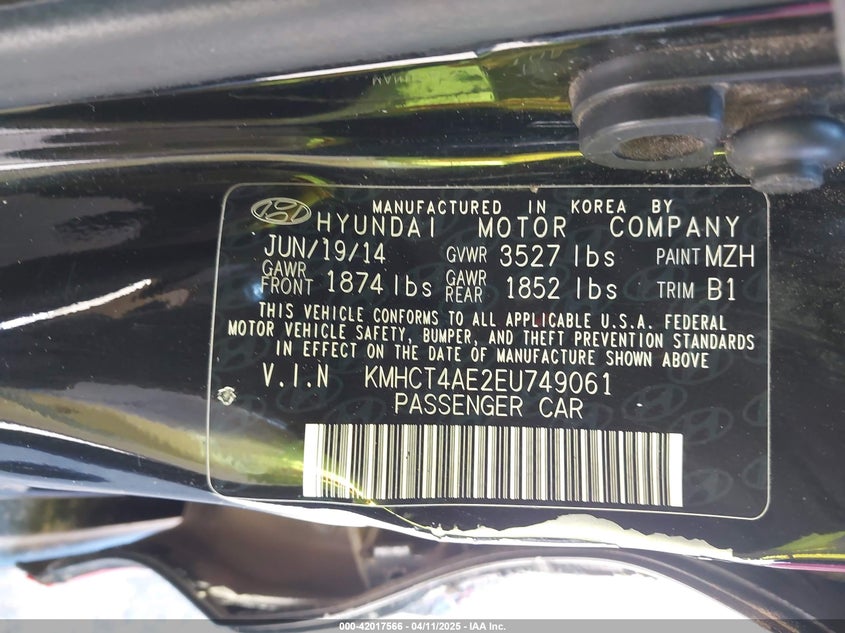 MANUFACTURED IN KOREA BY
HYUNDAI MOTOR COMPANY
JUN/19/14 GVWR 3527 lbs PAINT MZH
GAWR FRONT 1874 lbs GAWR REAR 1852 lbs TRIM B1
THIS VEHICLE CONFORMS TO ALL APPLICABLE U.S.A. FEDERAL
MOTOR VEHICLE SAFETY, BUMPER, AND THEFT PREVENTION STANDARDS
IN EFFECT ON THE DATE OF MANUFACTURE SHOWN ABOVE
V.I.N KMHCT4AE2EU749061
PASSENGER CAR
000-42017566 - 04/11/2025 - IAA Inc.